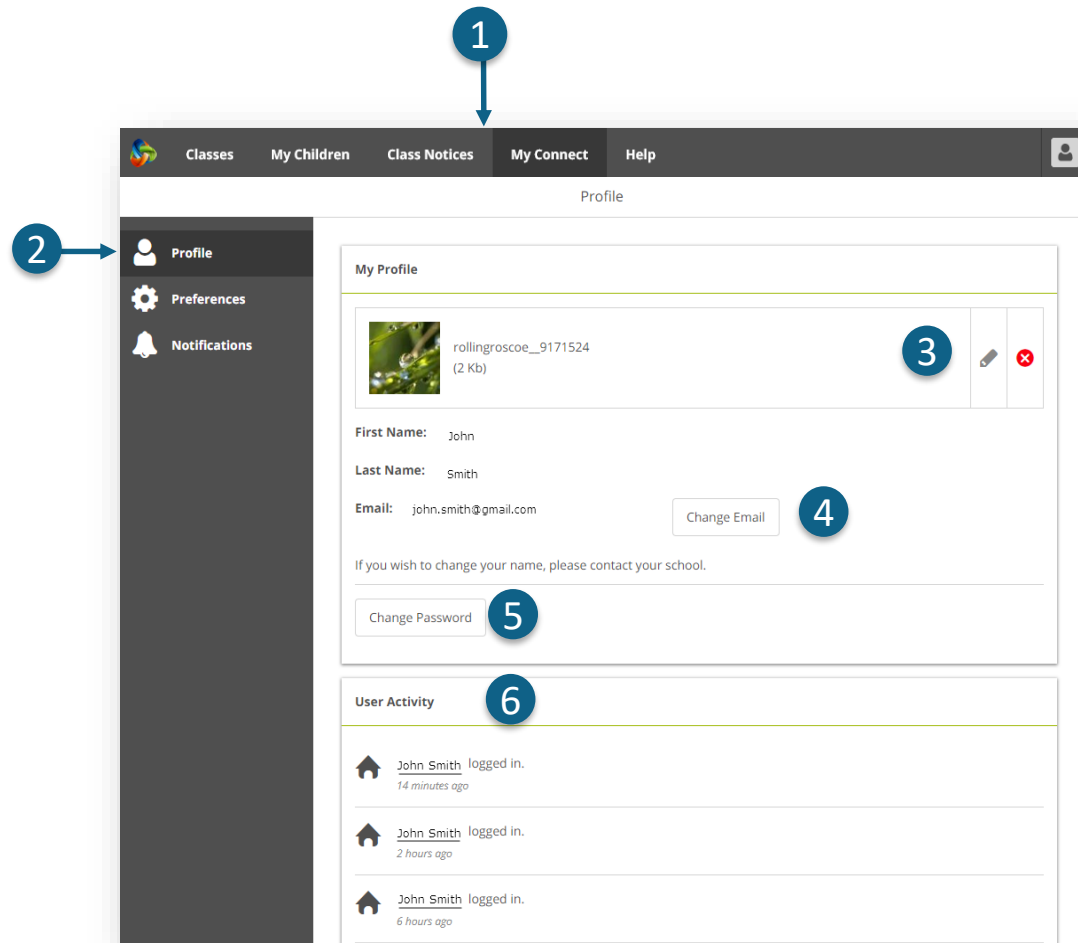 1
Classes My Children Class Notices My Connect Help
Profile
2
Profile
Preferences
Notifications
My Profile
rollingroscoe__9171524
(2 Kb)
3
First Name: John
Last Name: Smith
Email: john.smith@gmail.com
Change Email
4
If you wish to change your name, please contact your school.
Change Password
5
User Activity
6
John Smith logged in.
14 minutes ago
John Smith logged in.
2 hours ago
John Smith logged in.
6 hours ago